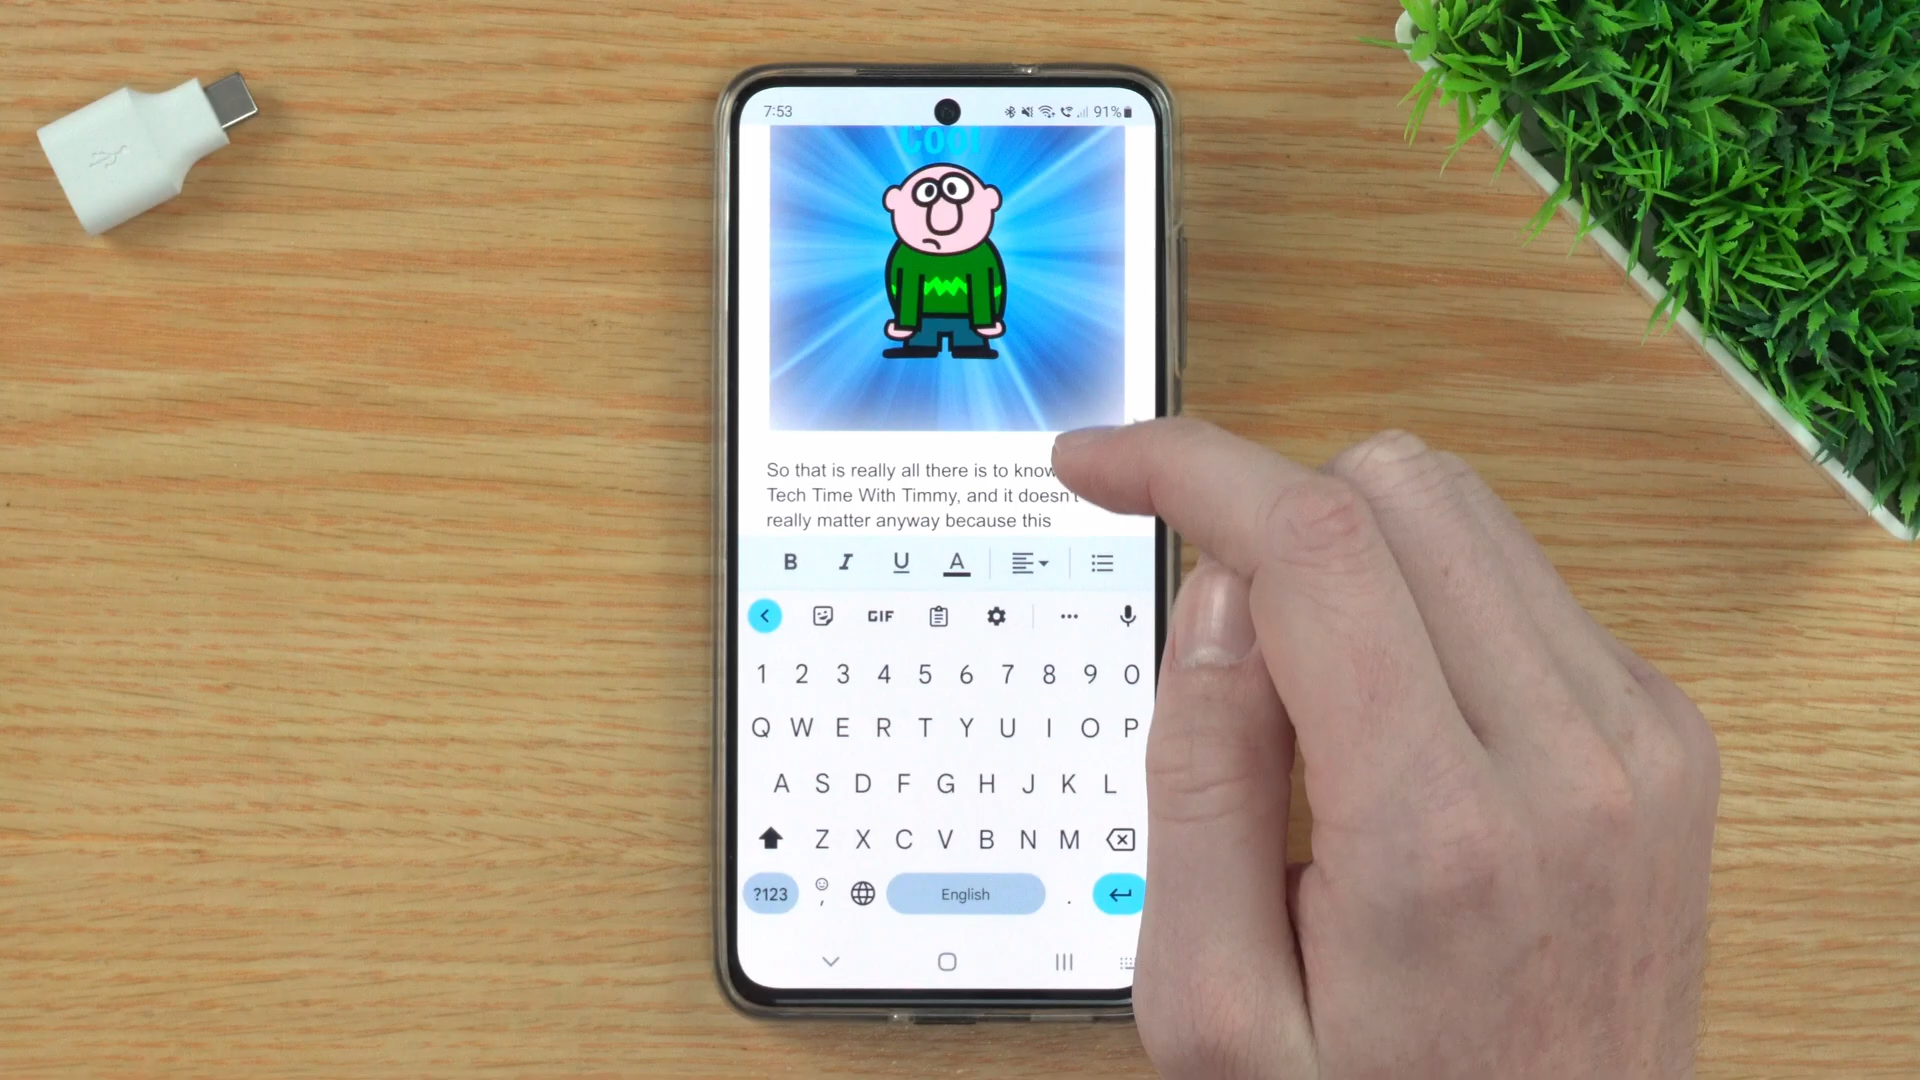 7:53
91%
Cool
So that is really all there is to know
Tech Time With Timmy, and it doesn't
really matter anyway because this
B I U A
GIF
1 2 3 4 5 6 7 8 9 0
Q W E R T Y U I O P
A S D F G H J K L
Z X C V B N M
?123 , English .